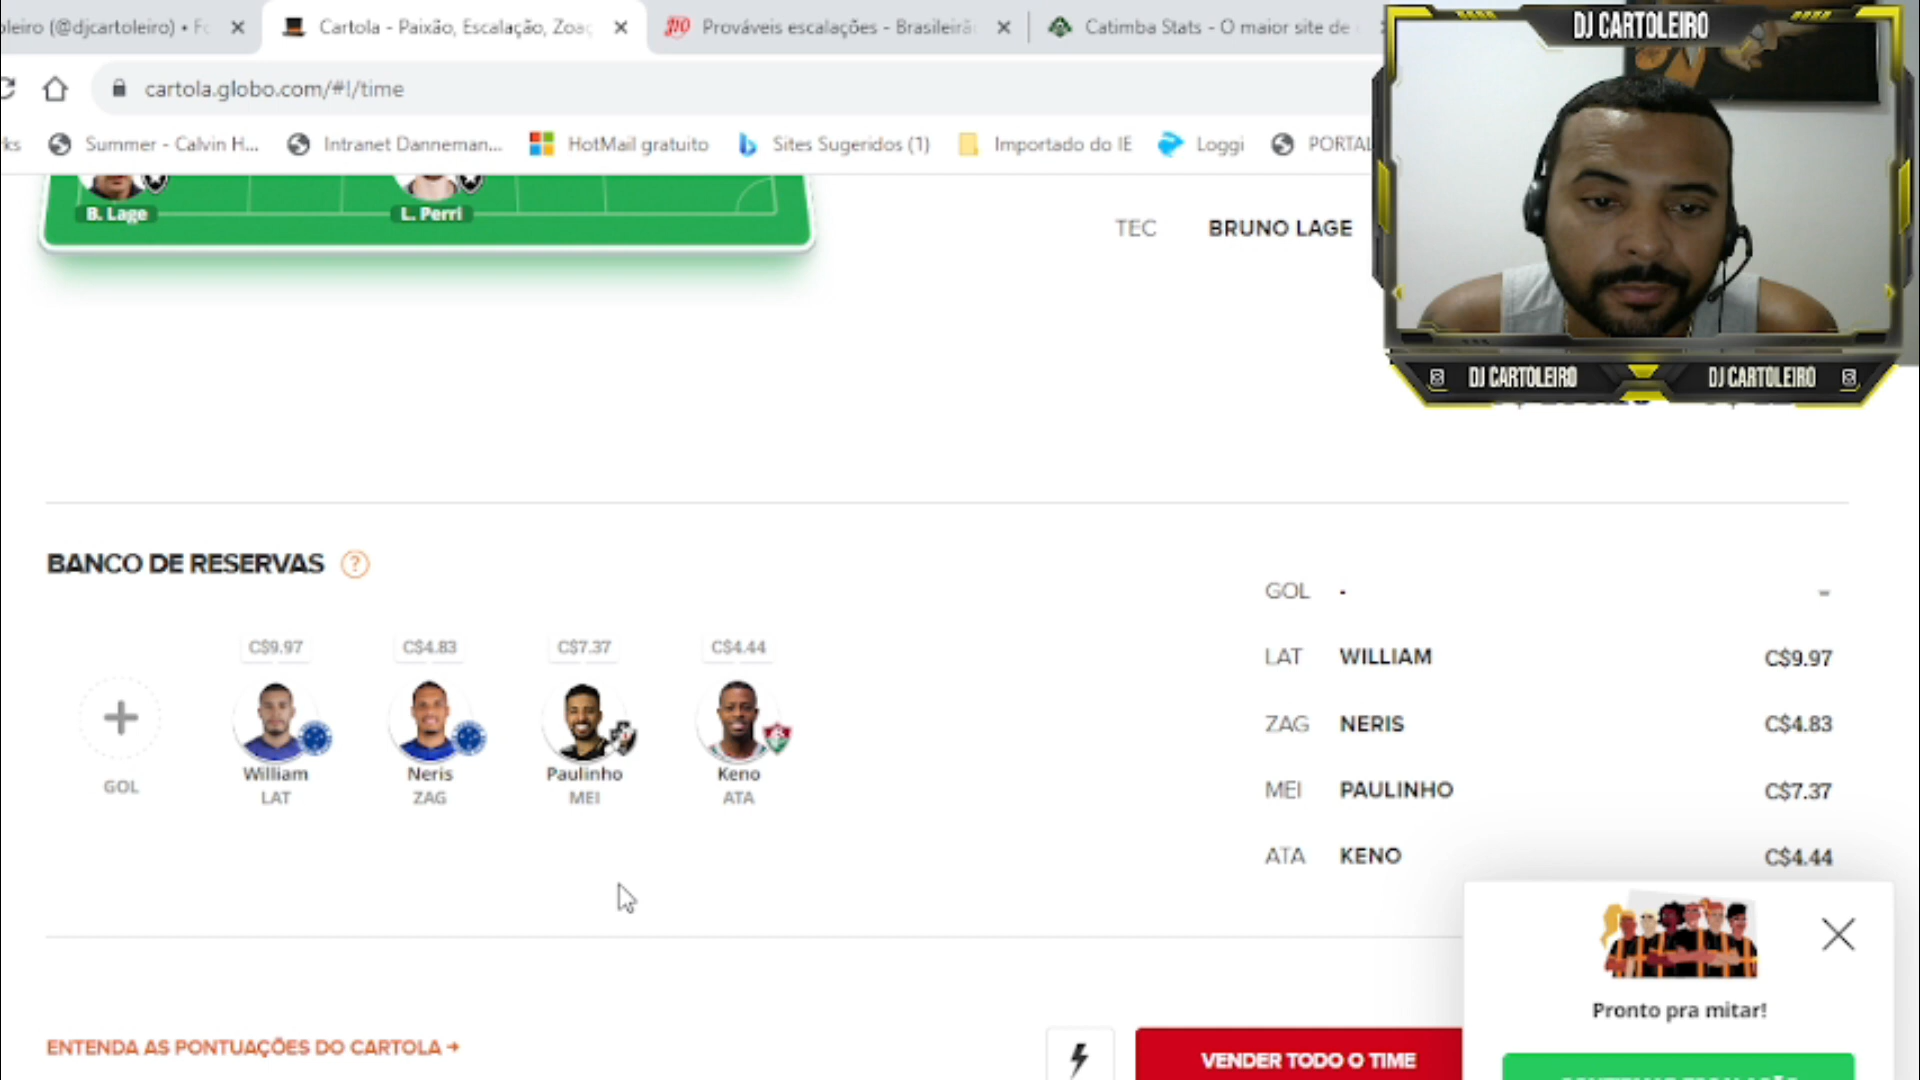 oleiro (@djcartoleiro) • Fo
Cartola - Paixão, Escalação, Zoaç
Prováveis escalações - Brasileirã
Catimba Stats - O maior site de
cartola.globo.com/#!/time
ks
Summer - Calvin H...
Intranet Danneman...
HotMail gratuito
Sites Sugeridos (1)
Importado do IE
Loggi
PORTAL
DJ CARTOLEIRO
DJ CARTOLEIRO
DJ CARTOLEIRO
B. Lage
L. Perri
TEC BRUNO LAGE
BANCO DE RESERVAS ?
C$9.97
C$4.83
C$7.37
C$4.44
GOL
William
LAT
Neris
ZAG
Paulinho
MEI
Keno
ATA
GOL - -
LAT WILLIAM C$9.97
ZAG NERIS C$4.83
MEI PAULINHO C$7.37
ATA KENO C$4.44
Pronto pra mitar!
ENTENDA AS PONTUAÇÕES DO CARTOLA →
VENDER TODO O TIME